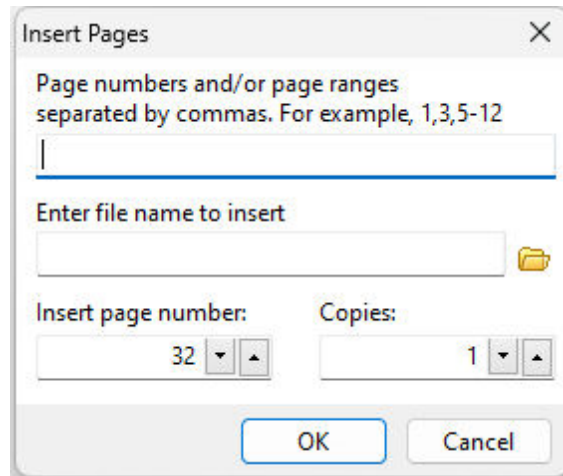 Insert Pages
Page numbers and/or page ranges
separated by commas. For example, 1,3,5-12
Enter file name to insert
Insert page number: Copies:
32 1
OK Cancel